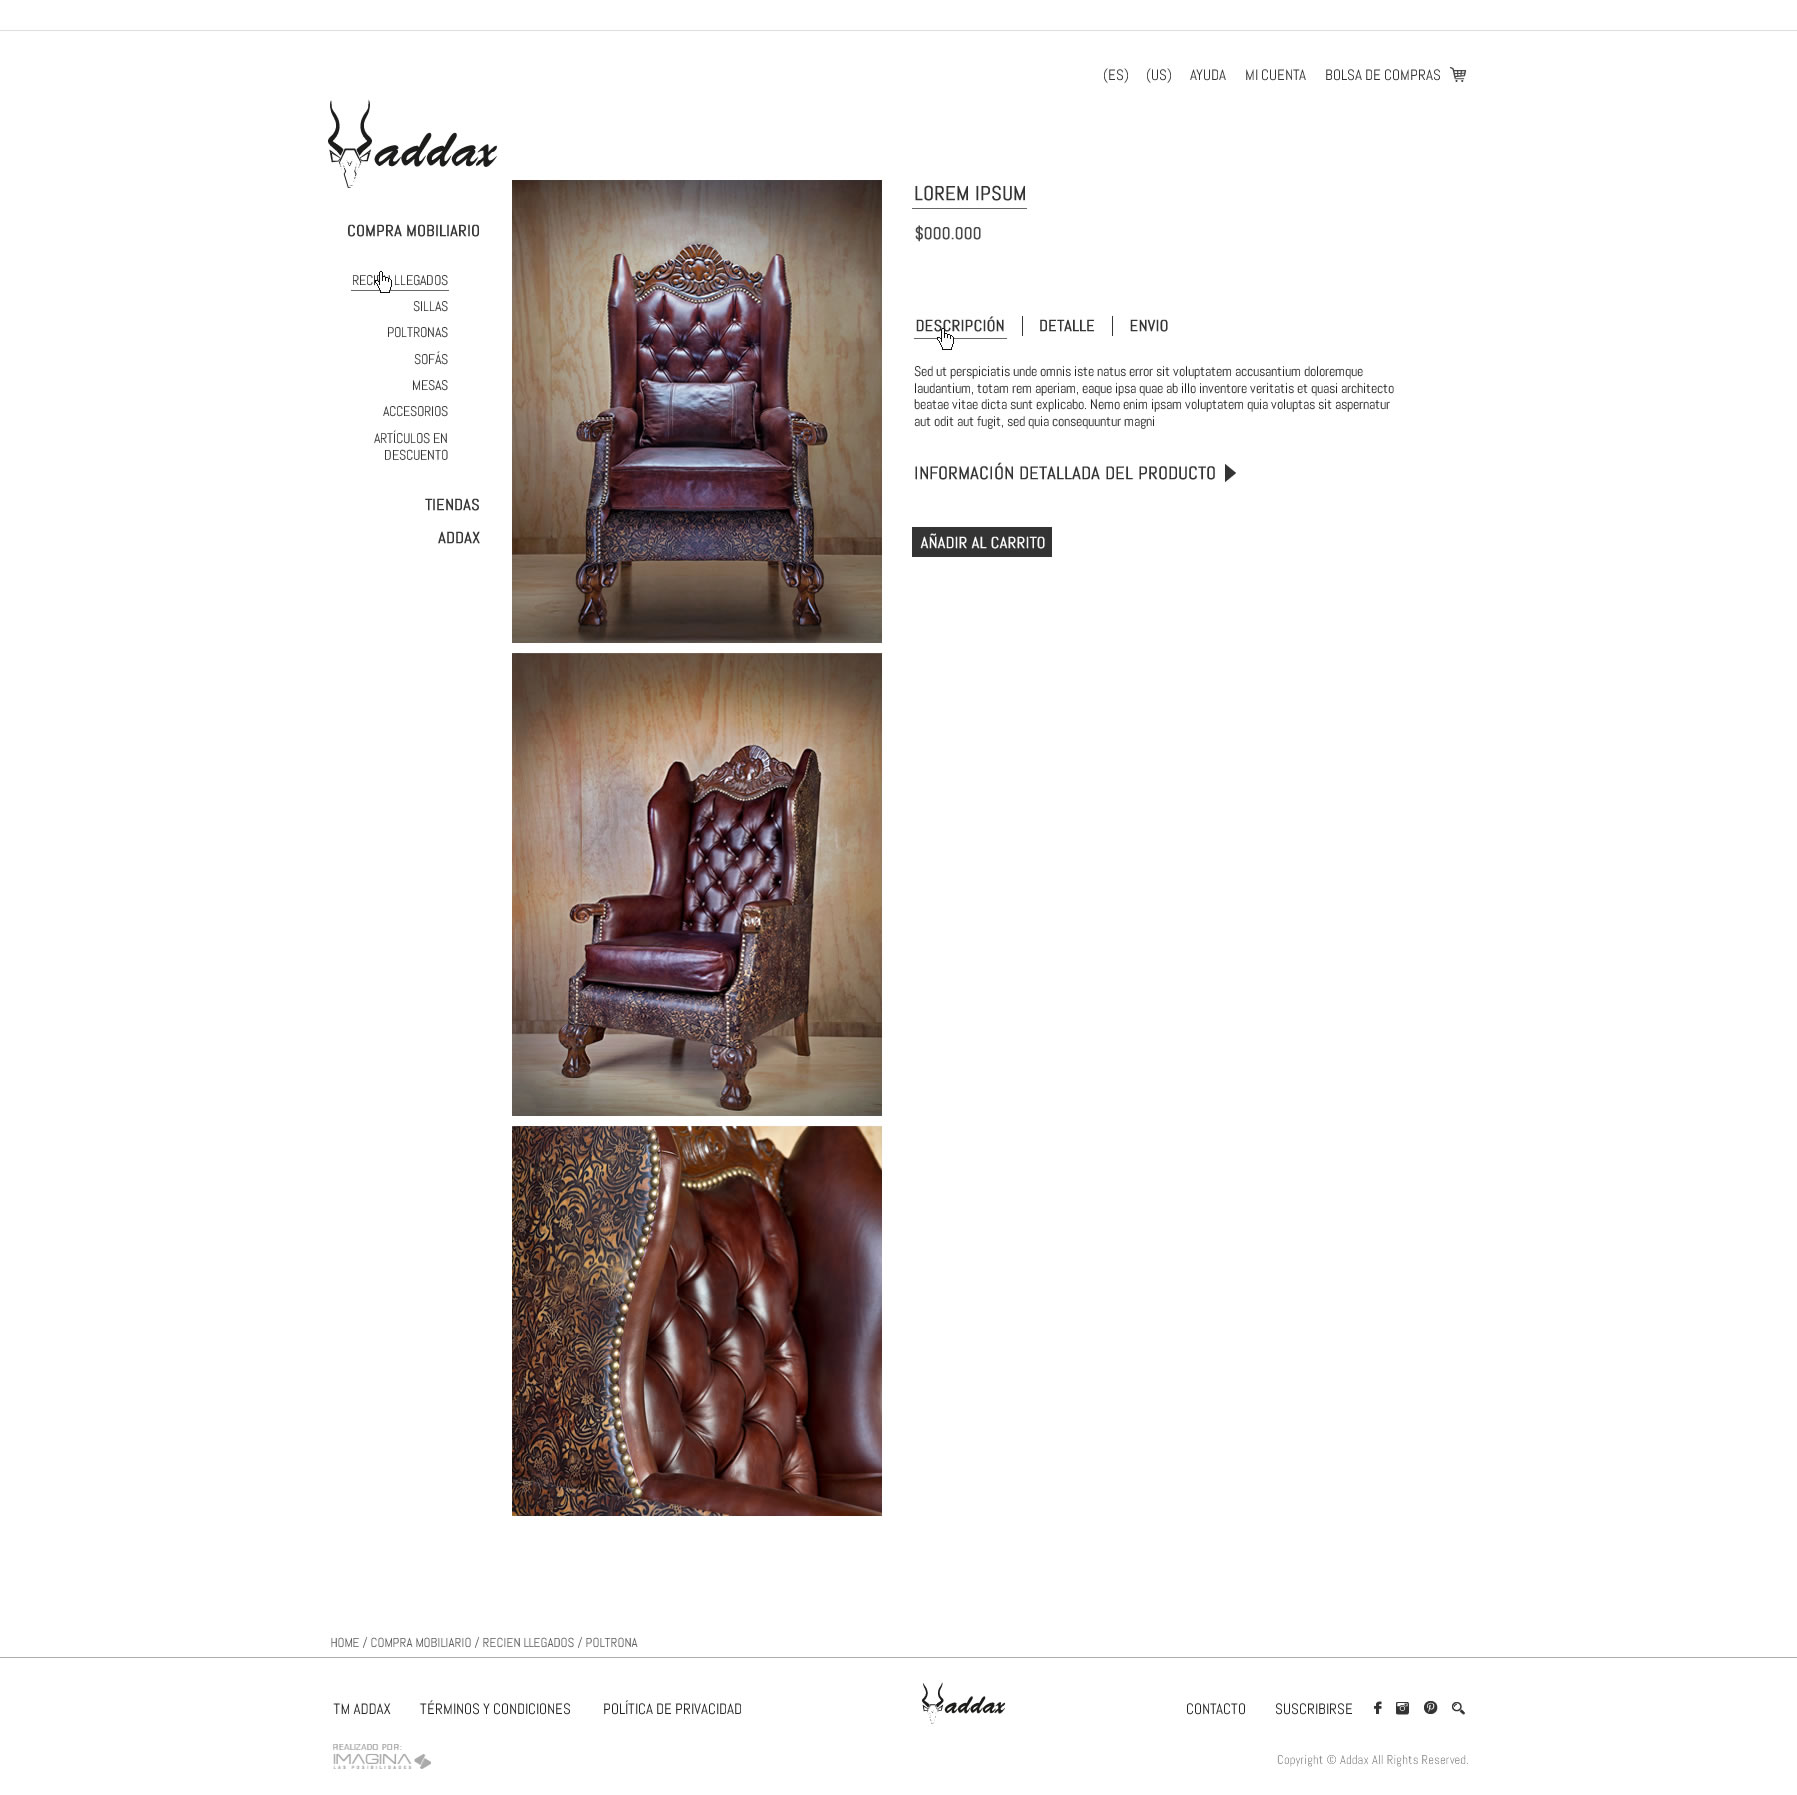 (ES) (US) AYUDA MI CUENTA BOLSA DE COMPRAS
addax
COMPRA MOBILIARIO
RECIEN LLEGADOS
SILLAS
POLTRONAS
SOFÁS
MESAS
ACCESORIOS
ARTÍCULOS EN
DESCUENTO
TIENDAS
ADDAX
LOREM IPSUM
$000.000
DESCRIPCIÓN DETALLE ENVIO
Sed ut perspiciatis unde omnis iste natus error sit voluptatem accusantium doloremque
laudantium, totam rem aperiam, eaque ipsa quae ab illo inventore veritatis et quasi architecto
beatae vitae dicta sunt explicabo. Nemo enim ipsam voluptatem quia voluptas sit aspernatur
aut odit aut fugit, sed quia consequuntur magni
INFORMACIÓN DETALLADA DEL PRODUCTO
AÑADIR AL CARRITO
HOME / COMPRA MOBILIARIO / RECIEN LLEGADOS / POLTRONA
TM ADDAX TÉRMINOS Y CONDICIONES POLÍTICA DE PRIVACIDAD addax CONTACTO SUSCRIBIRSE
REALIZADO POR:
IMAGINA
LAS POSIBILIDADES
Copyright © Addax All Rights Reserved.